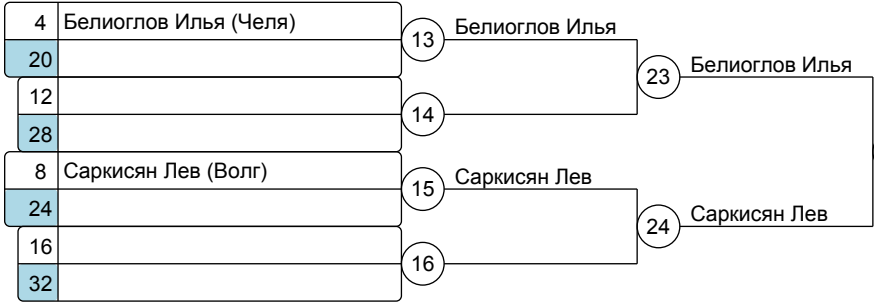 4 Белиоглов Илья (Челя)
20
13 Белиоглов Илья
12
28
14
23 Белиоглов Илья
8 Саркисян Лев (Волг)
24
15 Саркисян Лев
16
32
16
24 Саркисян Лев